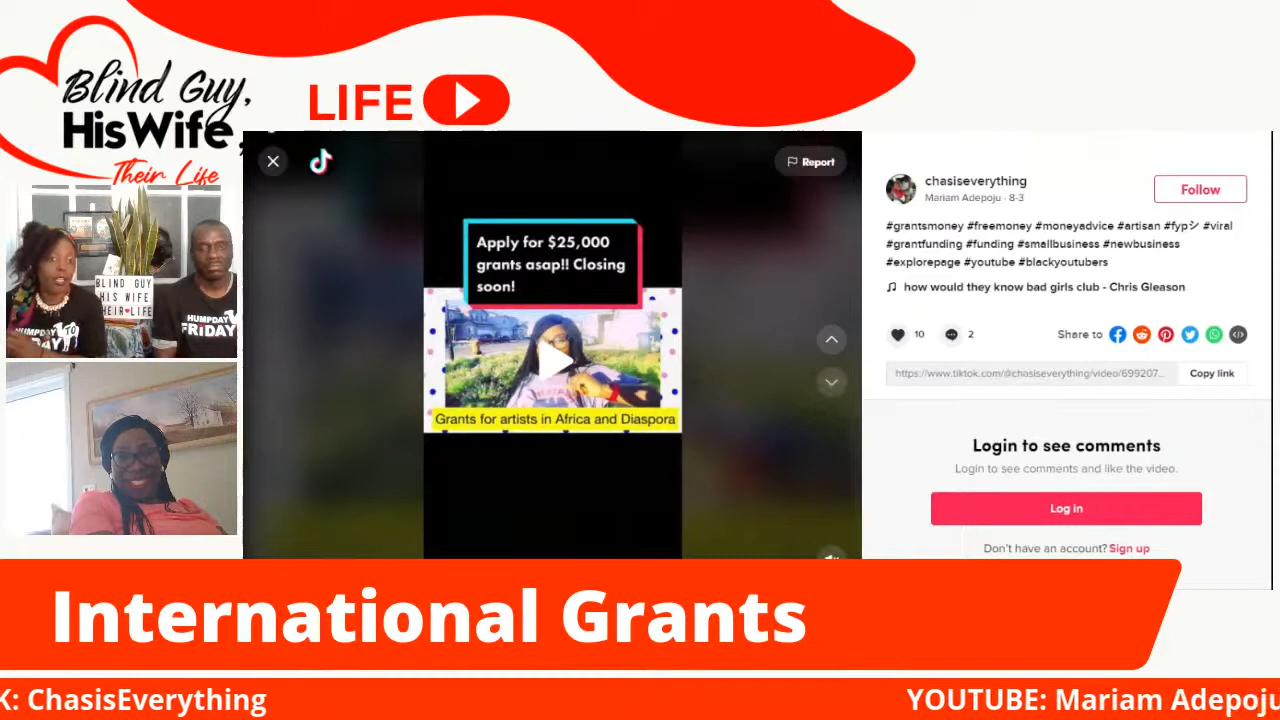 Blind Guy,
His Wife,
Their Life
LIFE
Report
Apply for $25,000
grants asap!! Closing
soon!
Grants for artists in Africa and Diaspora
chasiseverything
Mariam Adepoju · 8-3
Follow
#grantsmoney #freemoney #moneyadvice #artisan #fypシ #viral
#grantfunding #funding #smallbusiness #newbusiness
#explorepage #youtube #blackyoutubers
how would they know bad girls club - Chris Gleason
10
2
Share to
https://www.tiktok.com/@chasiseverything/video/699207...
Copy link
Login to see comments
Login to see comments and like the video.
Log in
Don't have an account? Sign up
BLIND GUY
HIS WIFE
THEIR♥LIFE
HUMPDAY TO
HUMPDAY TO
FRIDAY
International Grants
K: ChasisEverything
YOUTUBE: Mariam Adepoju